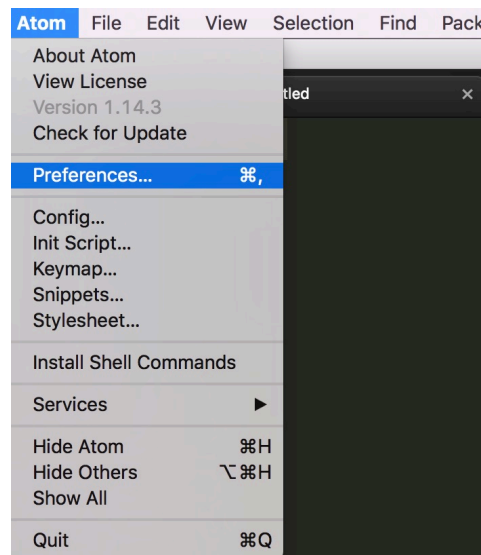 Atom File Edit View Selection Find Pack
About Atom
View License
Version 1.14.3
Check for Update
tled ×
Preferences... ⌘,
Config...
Init Script...
Keymap...
Snippets...
Stylesheet...
Install Shell Commands
Services ▶
Hide Atom ⌘H
Hide Others ⌥⌘H
Show All
Quit ⌘Q